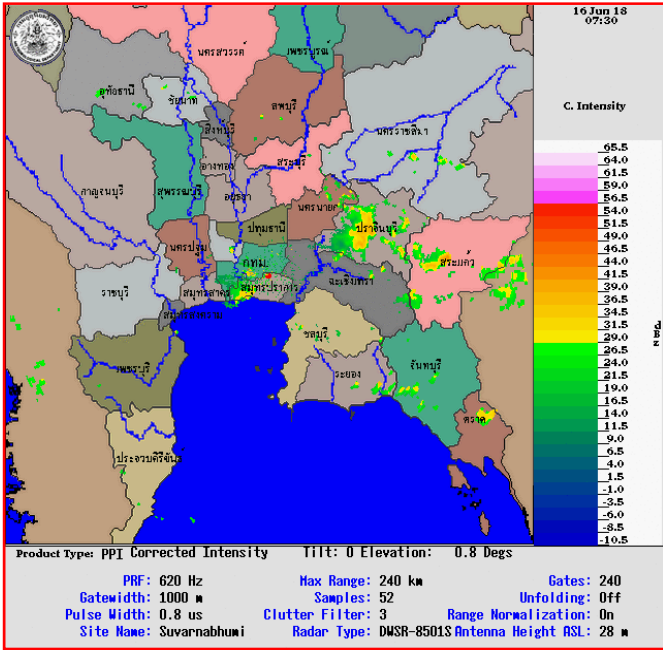 16 Jun 18
07:30
C. Intensity
นครสวรรค์
เพชรบูรณ์
อุทัยธานี
ชัยนาท
ลพบุรี
สิงห์บุรี
นครราชสีมา
อ่างทอง
สระบุรี
กาญจนบุรี
สุพรรณบุรี
อยุธยา
นครนายก
ปทุมธานี
ปราจีนบุรี
นครปฐม
กทม.
สระแก้ว
ราชบุรี
สมุทรสาคร
สมุทรปราการ
ฉะเชิงเทรา
สมุทรสงคราม
ชลบุรี
เพชรบุรี
ระยอง
จันทบุรี
ตราด
ประจวบคีรีขันธ์
65.5
64.0
61.5
59.0
56.5
54.0
51.5
49.0
46.5
44.0
41.5
39.0
36.5
34.0
31.5
29.0
26.5
24.0
21.5
19.0
16.5
14.0
11.5
9.0
6.5
4.0
1.5
-1.0
-3.5
-6.0
-8.5
-10.5
Product Type: PPI Corrected Intensity Tilt: 0 Elevation: 0.8 Degs
PRF: 620 Hz Max Range: 240 km Gates: 240
Gatewidth: 1000 m Samples: 52 Unfolding: Off
Pulse Width: 0.8 us Clutter Filter: 3 Range Normalization: On
Site Name: Suvarnabhumi Radar Type: DWSR-8501S Antenna Height ASL: 28 m